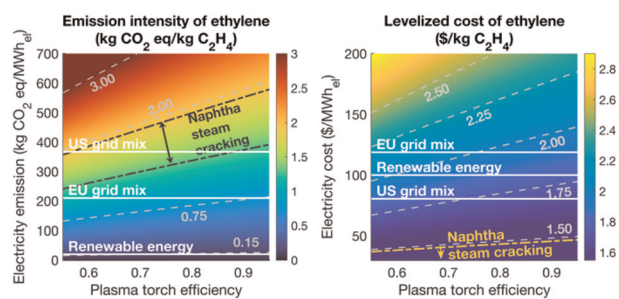 Emission intensity of ethylene
(kg CO2 eq/kg C2H4)
Electricity emission (kg CO2 eq/MWhel)
700
600
500
400
300
200
100
0
3.00
2.00
Naphtha
steam
cracking
US grid mix
EU grid mix
0.75
Renewable energy
0.15
0.6
0.7
0.8
0.9
Plasma torch efficiency
3
2.5
2
1.5
1
0.5
0
Levelized cost of ethylene
($/kg C2H4)
Electricity cost ($/MWhel)
200
150
100
50
2.50
2.25
EU grid mix
2.00
Renewable energy
US grid mix
1.75
1.50
Naphtha
steam cracking
0.6
0.7
0.8
0.9
Plasma torch efficiency
2.8
2.6
2.4
2.2
2
1.8
1.6